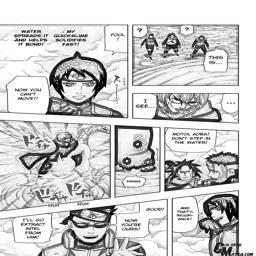 ?
?
?
THIS
IS...
FOOL!
MY
QUICKSLIME
SOLIDIFIES
FAST!
WATER
SPREADS IT
AND HELPS
IT BOND!
NOW YOU
CAN'T
MOVE!!
I
SEE...
MOTOI, AOBA!
DON'T STEP
IN THE
WATER!
GOOD!
NOW
YOU'RE
OURS!
I'LL GO
EXTRACT
INTEL
FROM
HIM!
AND
THAT'S